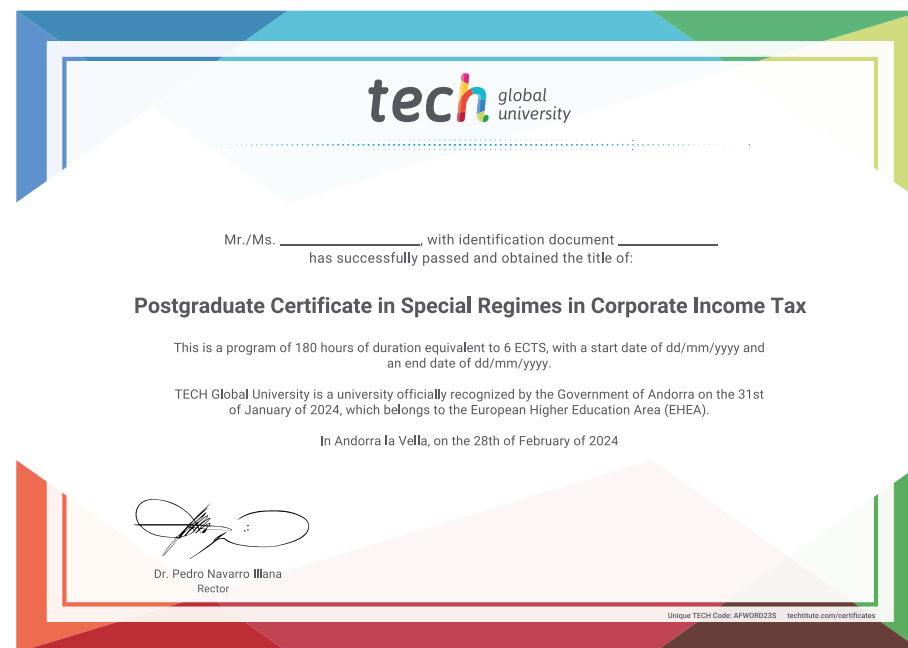 tech global
university
Mr./Ms. ____________________, with identification document ______________
has successfully passed and obtained the title of:
Postgraduate Certificate in Special Regimes in Corporate Income Tax
This is a program of 180 hours of duration equivalent to 6 ECTS, with a start date of dd/mm/yyyy and
an end date of dd/mm/yyyy.
TECH Global University is a university officially recognized by the Government of Andorra on the 31st
of January of 2024, which belongs to the European Higher Education Area (EHEA).
In Andorra la Vella, on the 28th of February of 2024
Dr. Pedro Navarro Illana
Rector
Unique TECH Code: AFWORD23S techtitute.com/certificates